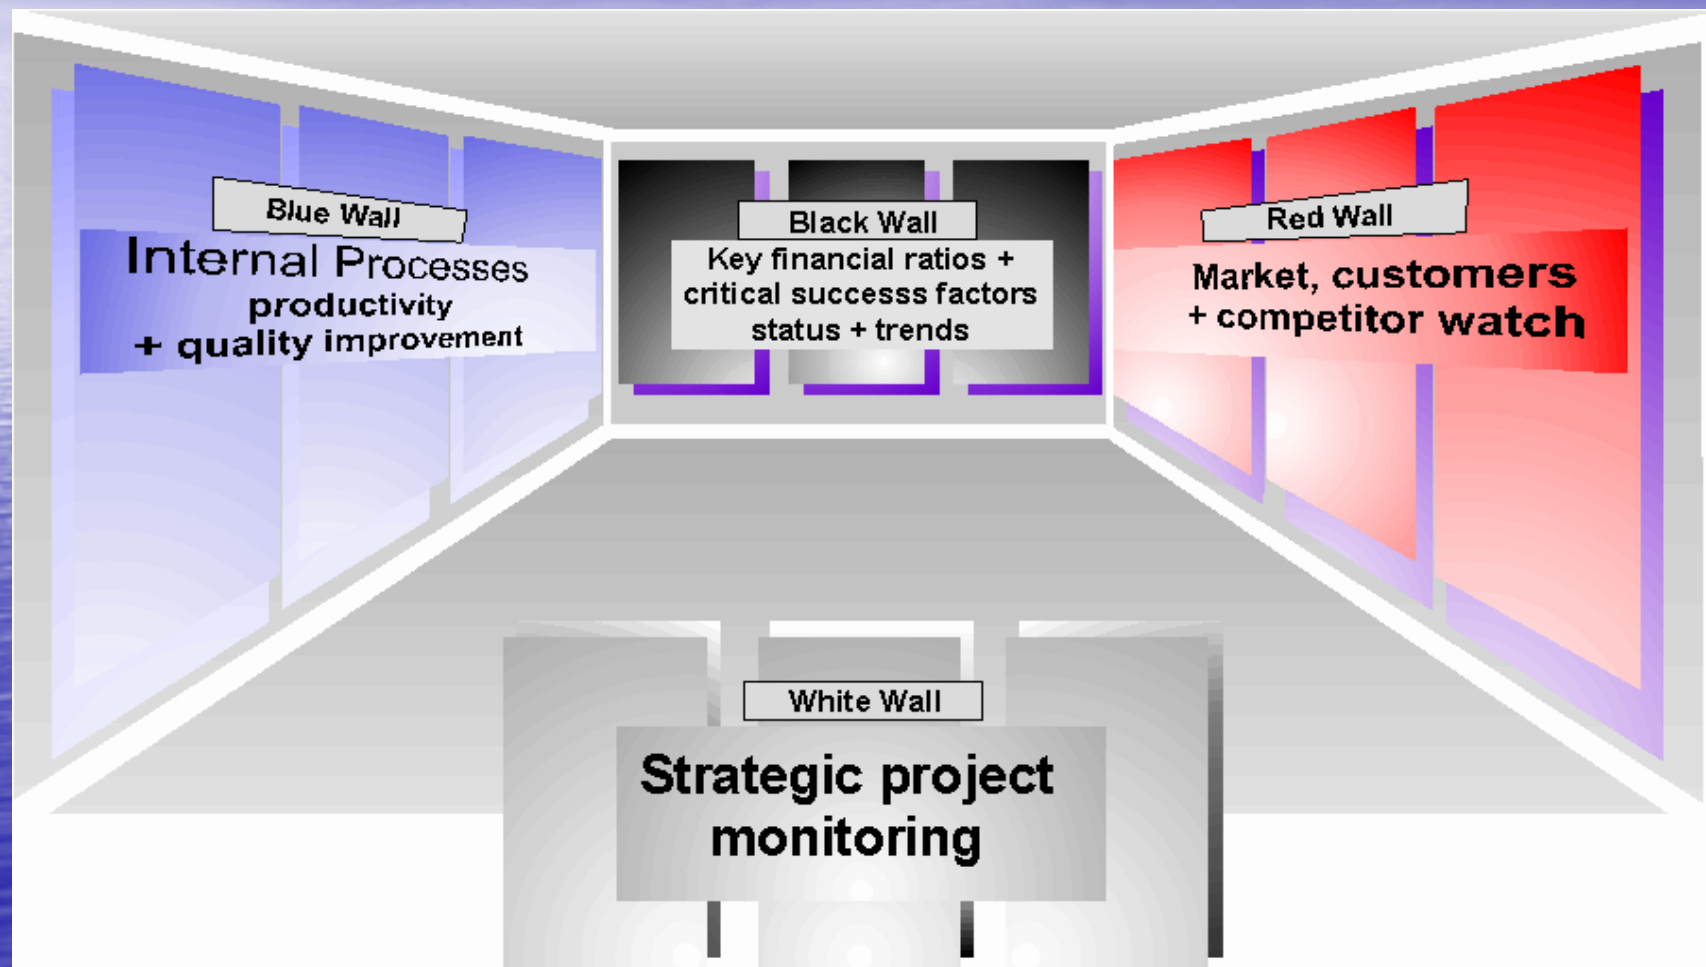 Blue Wall
Internal Processes
productivity
+ quality improvement
Black Wall
Key financial ratios +
critical successs factors
status + trends
Red Wall
Market, customers
+ competitor watch
White Wall
Strategic project
monitoring